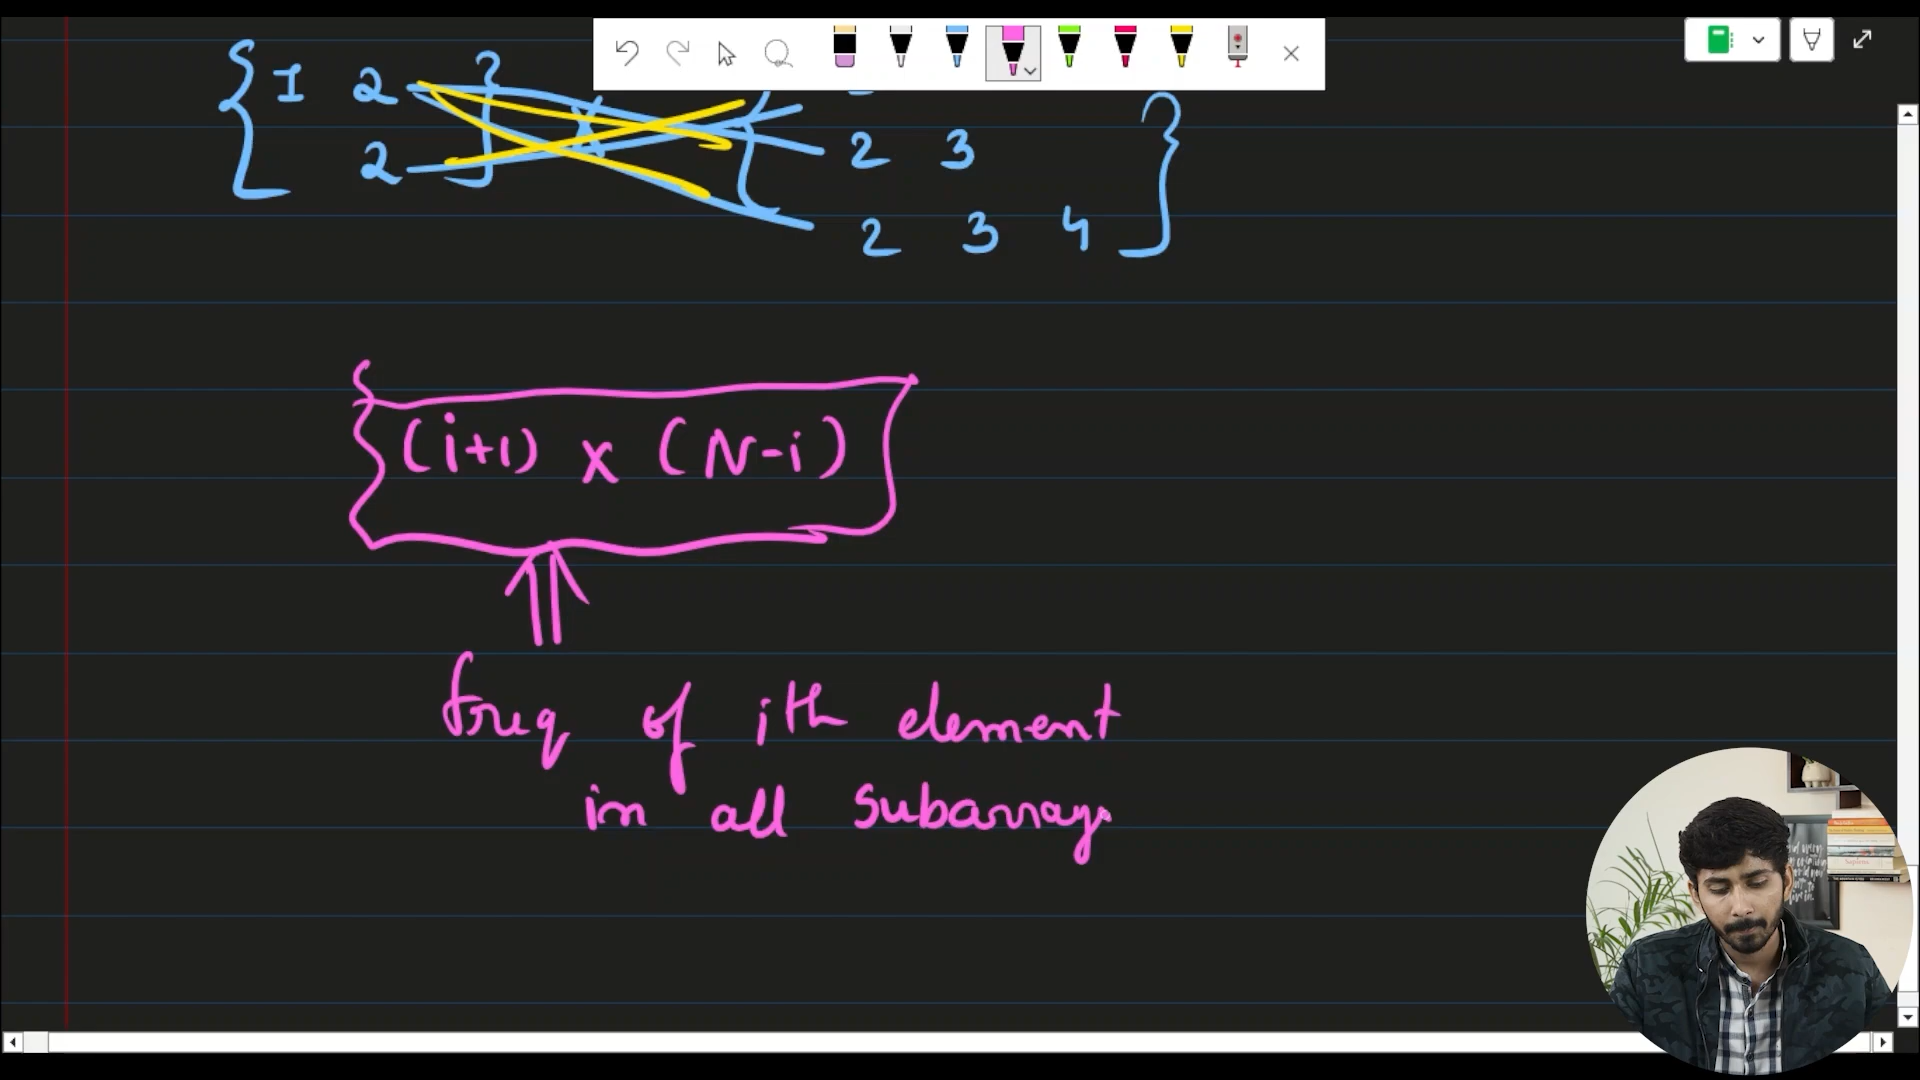 1 2
2
2 3
2 3 4
(i+1) x (N-i)
freq of ith element
in all subarrays